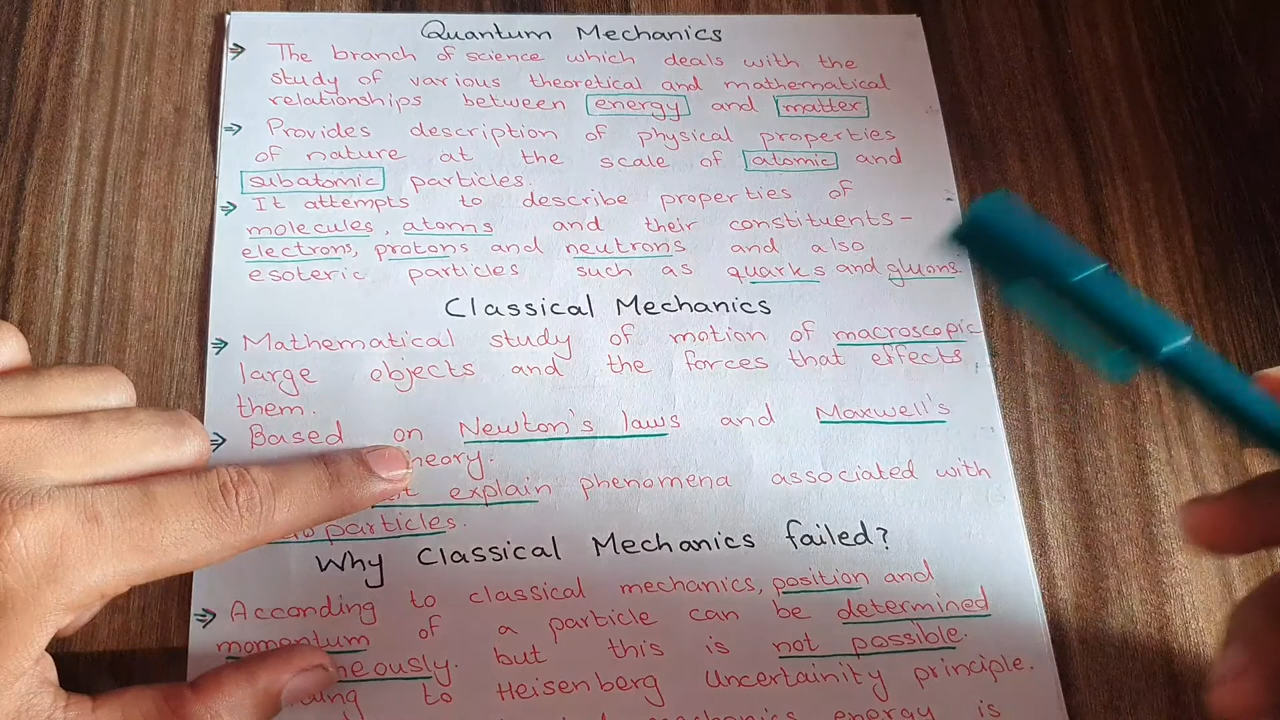 Quantum Mechanics
⇒ The branch of science which deals with the
study of various theoretical and mathematical
relationships between energy and matter
⇒ Provides description of physical properties
of nature at the scale of atomic and
subatomic particles.
⇒ It attempts to describe properties of
molecules, atoms and their constituents-
electrons, protons and neutrons and also
esoteric particles such as quarks and gluons.
Classical Mechanics
⇒ Mathematical study of motion of macroscopic
large objects and the forces that effects
them.
⇒ Based on Newton's laws and Maxwell's
explain phenomena associated with
particles.
Why Classical Mechanics failed?
⇒ According to classical mechanics, position and
momentum of a particle can be determined
but this is not possible.
to Heisenberg Uncertainity principle.
mechanics energy is